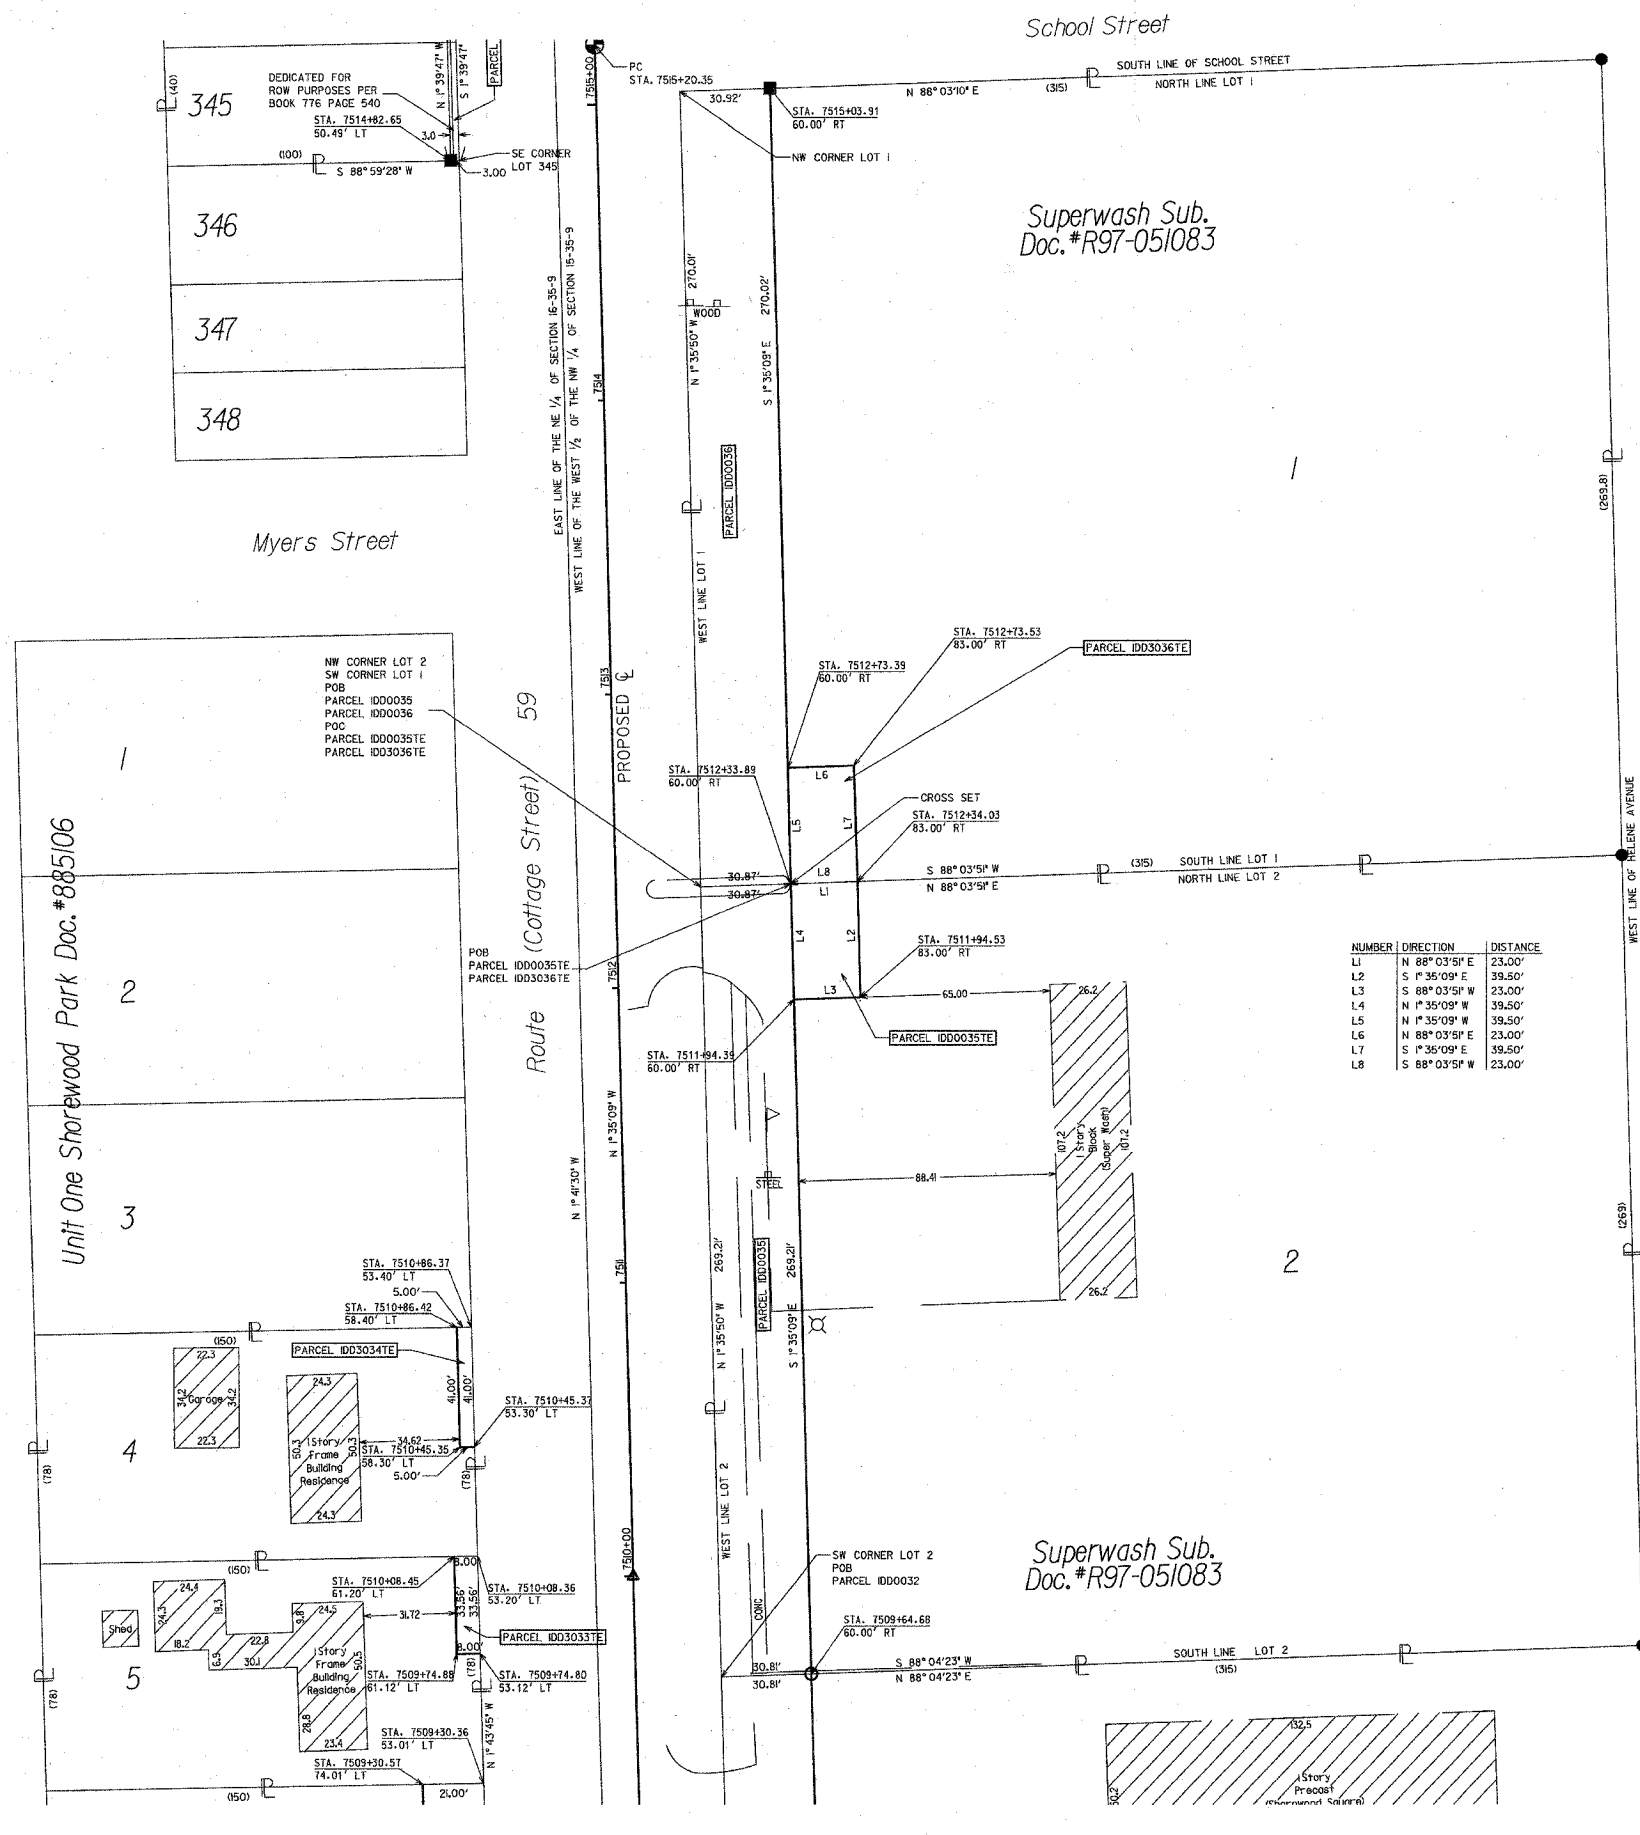 School Street
PC
STA. 7515+20.35
7515+00
SOUTH LINE OF SCHOOL STREET
NORTH LINE LOT 1
N 88° 03'10" E
(315)
30.92'
STA. 7515+03.91
60.00' RT
NW CORNER LOT 1
(40)
345
DEDICATED FOR
ROW PURPOSES PER
BOOK 776 PAGE 540
N 1° 39'47" W
S 1° 39'47"
PARCEL
STA. 7514+82.65
50.49' LT
3.0
SE CORNER
LOT 345
3.00
(100)
S 88° 59'28" W
346
347
348
Superwash Sub.
Doc.#R97-051083
EAST LINE OF THE NE 1/4 OF SECTION 16-35-9
WEST LINE OF THE WEST 1/2 OF THE NW 1/4 OF SECTION 15-35-9
7514
N 1° 35'50" W
270.01'
WOOD
S 1° 35'09" E
270.02'
PARCEL 1DD0036
WEST LINE LOT 1
1
(269.8)
Myers Street
NW CORNER LOT 2
SW CORNER LOT 1
POB
PARCEL 1DD0035
PARCEL 1DD0036
POC
PARCEL 1DD0035TE
PARCEL 1DD3036TE
1
2
3
Unit One Shorewood Park Doc.#885106
Route 59
(Cottage Street)
7513
PROPOSED CL
STA. 7512+73.53
83.00' RT
PARCEL 1DD3036TE
STA. 7512+73.39
60.00' RT
L6
STA. 7512+33.89
60.00' RT
CROSS SET
L5
L7
STA. 7512+34.03
83.00' RT
30.87'
30.87'
L8
L1
S 88° 03'51" W
N 88° 03'51" E
(315)
SOUTH LINE LOT 1
NORTH LINE LOT 2
WEST LINE OF HELENE AVENUE
POB
PARCEL 1DD0035TE
PARCEL 1DD3036TE
7512
L4
L2
STA. 7511+94.53
83.00' RT
L3
65.00
26.2
PARCEL 1DD0035TE
STA. 7511+94.39
60.00' RT
NUMBER DIRECTION DISTANCE
L1 N 88° 03'51" E 23.00'
L2 S 1° 35'09" E 39.50'
L3 S 88° 03'51" W 23.00'
L4 N 1° 35'09" W 39.50'
L5 N 1° 35'09" W 39.50'
L6 N 88° 03'51" E 23.00'
L7 S 1° 35'09" E 39.50'
L8 S 88° 03'51" W 23.00'
N 1° 35'09" W
N 1° 41'30" W
107.2
1 Story
Block
(Super Wash)
107.2
88.41
STEEL
26.2
(269)
2
7511
N 1° 35'50" W
269.21'
PARCEL 1DD0035
S 1° 35'09" E
269.21'
STA. 7510+86.37
53.40' LT
5.00'
STA. 7510+86.42
58.40' LT
(150)
PARCEL 1DD3034TE
22.3
34.2
Garage
34.2
22.3
24.3
50.3
1 Story
Frame
Building
Residence
50.3
24.3
34.62
41.00'
41.00'
STA. 7510+45.37
53.30' LT
STA. 7510+45.35
58.30' LT
5.00'
4
(78)
(78)
WEST LINE LOT 2
7510+00
CONC
SW CORNER LOT 2
POB
PARCEL 1DD0032
Superwash Sub.
Doc.#R97-051083
STA. 7509+64.68
60.00' RT
30.81'
30.81'
S 88° 04'23" W
N 88° 04'23" E
SOUTH LINE LOT 2
(315)
(150)
8.00'
STA. 7510+08.45
61.20' LT
STA. 7510+08.36
53.20' LT
33.56'
33.56'
PARCEL 1DD3033TE
8.00'
24.4
24.3
19.3
18.2
Shed
6.9
22.8
30.1
9.8
24.5
31.72
1 Story
Frame
Building
Residence
50.5
28.8
23.4
5
(78)
(78)
STA. 7509+74.88
61.12' LT
STA. 7509+74.80
53.12' LT
N 1° 43'45" W
STA. 7509+30.36
53.01' LT
STA. 7509+30.57
74.01' LT
(150)
21.00'
132.5
1 Story
Precast
(Shorewood Square)